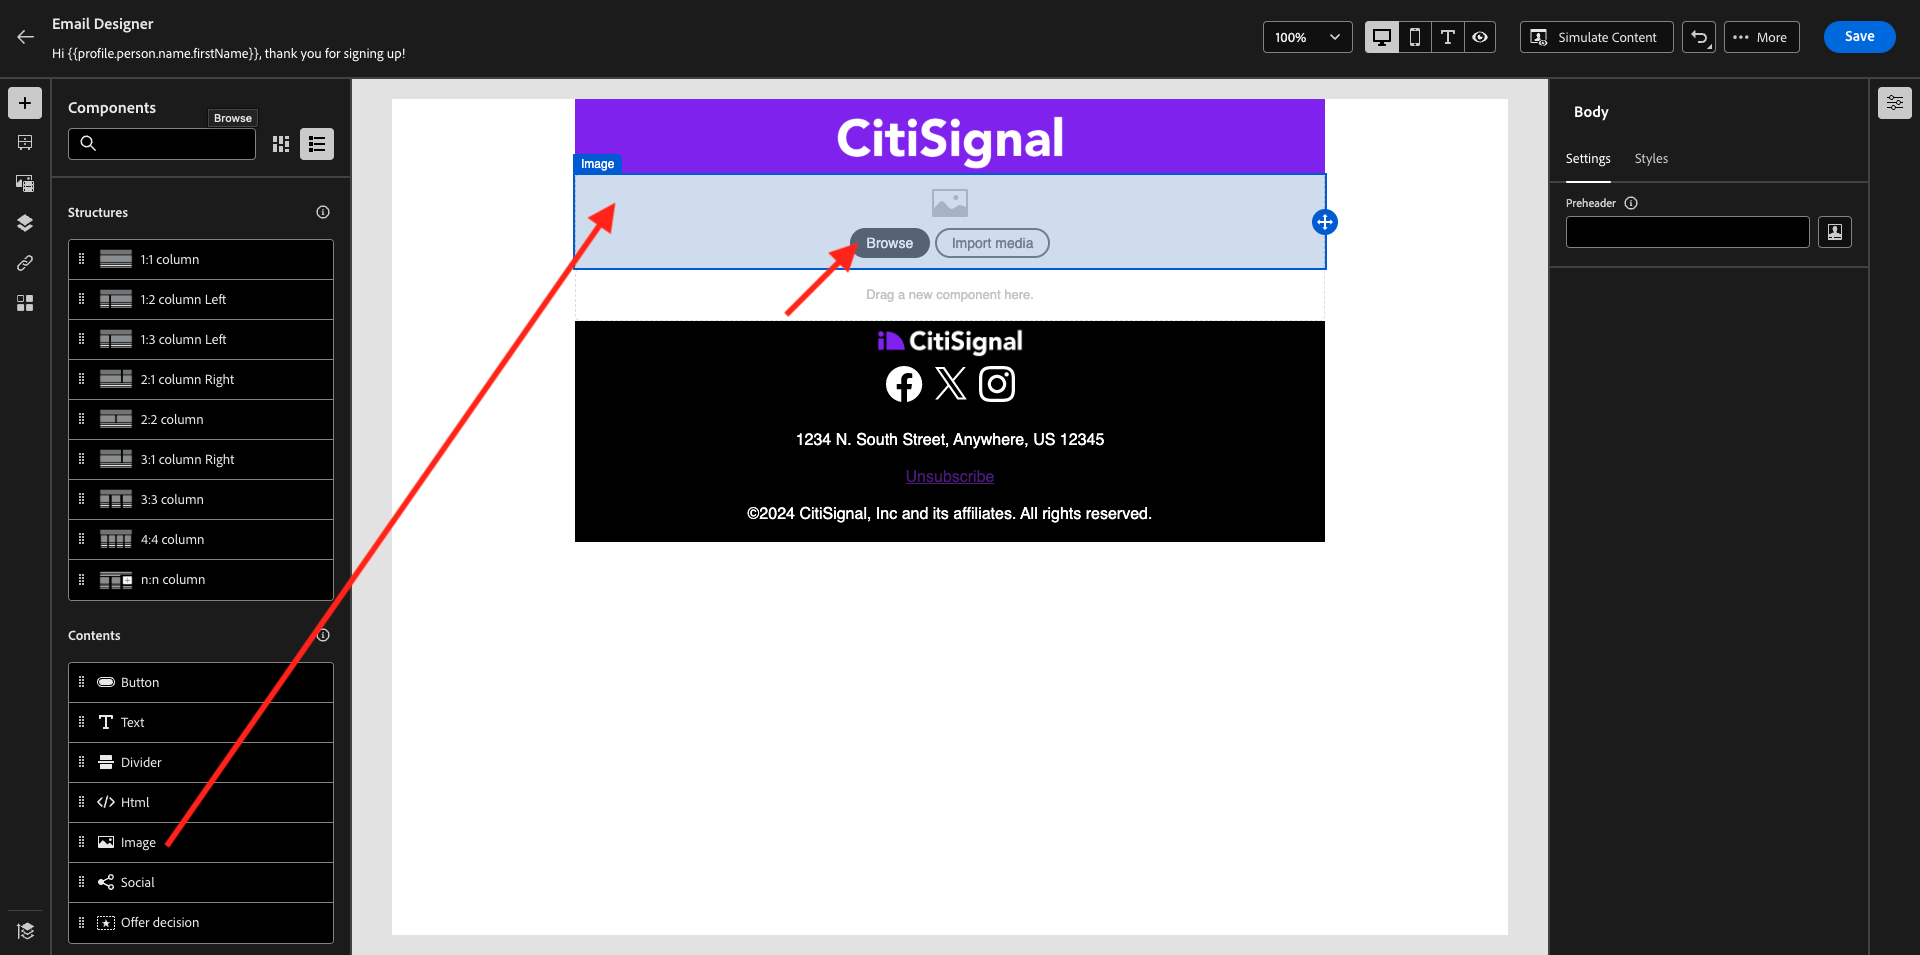 Email Designer
Hi {{profile.person.name.firstName}}, thank you for signing up!
100%
Simulate Content
More
Save
Components
Browse
Structures
1:1 column
1:2 column Left
1:3 column Left
2:1 column Right
2:2 column
3:1 column Right
3:3 column
4:4 column
n:n column
Contents
Button
Text
Divider
Html
Image
Social
Offer decision
CitiSignal
Image
Browse
Import media
Drag a new component here.
CitiSignal
1234 N. South Street, Anywhere, US 12345
Unsubscribe
©2024 CitiSignal, Inc and its affiliates. All rights reserved.
Body
Settings
Styles
Preheader